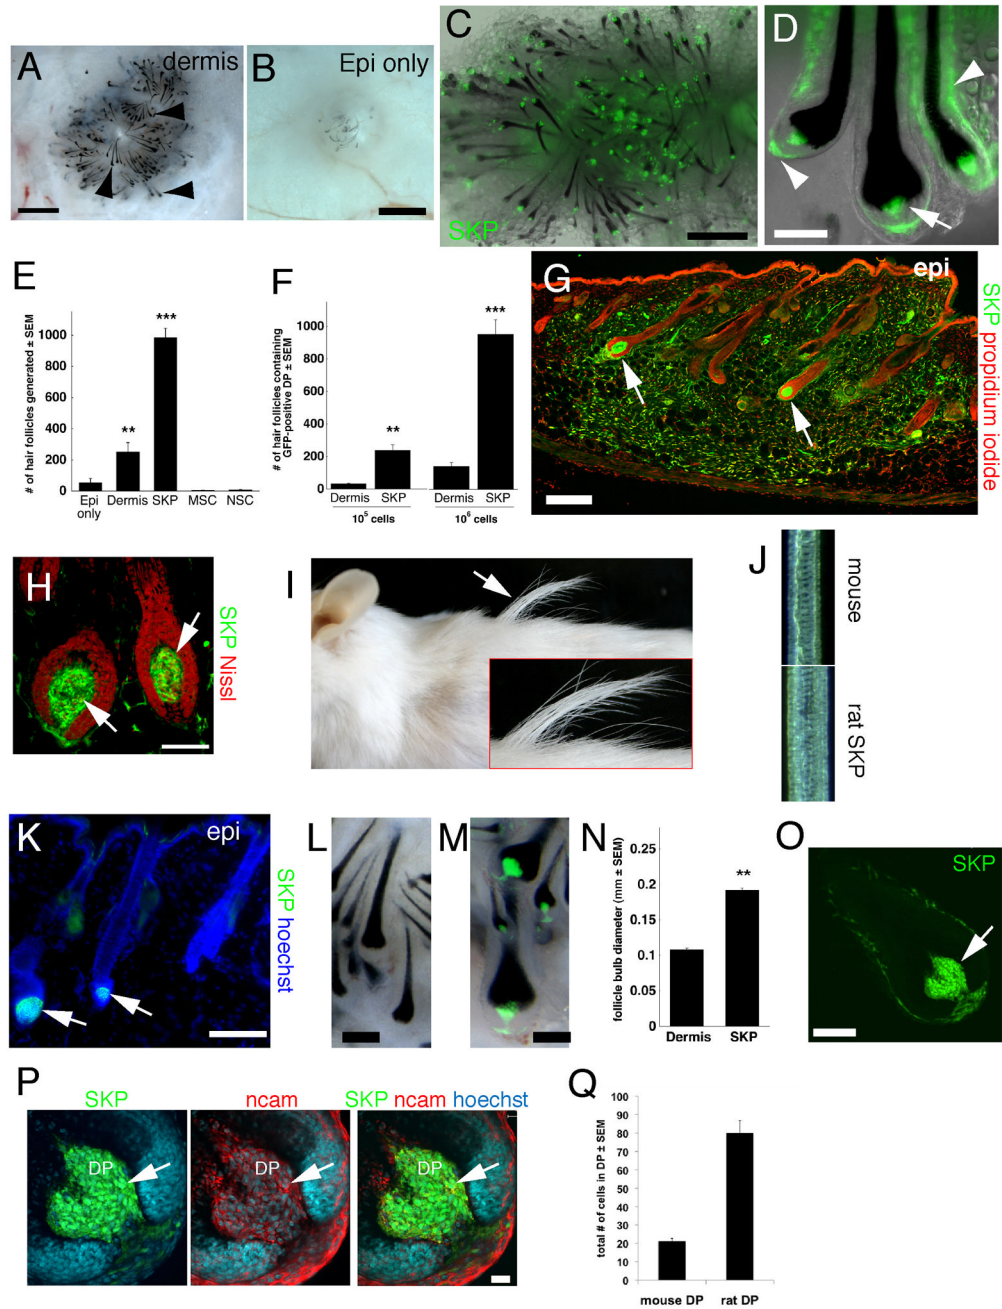 A
dermis
B
Epi only
C
SKP
D
E
# of hair follicles generated ± SEM
1000
800
600
400
200
0
**
***
Epi only
Dermis
SKP
MSC
NSC
F
# of hair follicles containing
GFP-positive DP ± SEM
1000
800
600
400
200
0
**
***
Dermis
SKP
Dermis
SKP
10⁵ cells
10⁶ cells
G
epi
SKP propidium iodide
H
SKP Nissl
I
J
mouse
rat SKP
K
epi
SKP hoechst
L
M
N
follicle bulb diameter (mm ± SEM)
0.25
0.2
0.15
0.1
0.05
0
**
Dermis
SKP
O
SKP
P
SKP
ncam
SKP ncam hoechst
DP
DP
DP
Q
total # of cells in DP ± SEM
100
90
80
70
60
50
40
30
20
10
0
mouse DP
rat DP